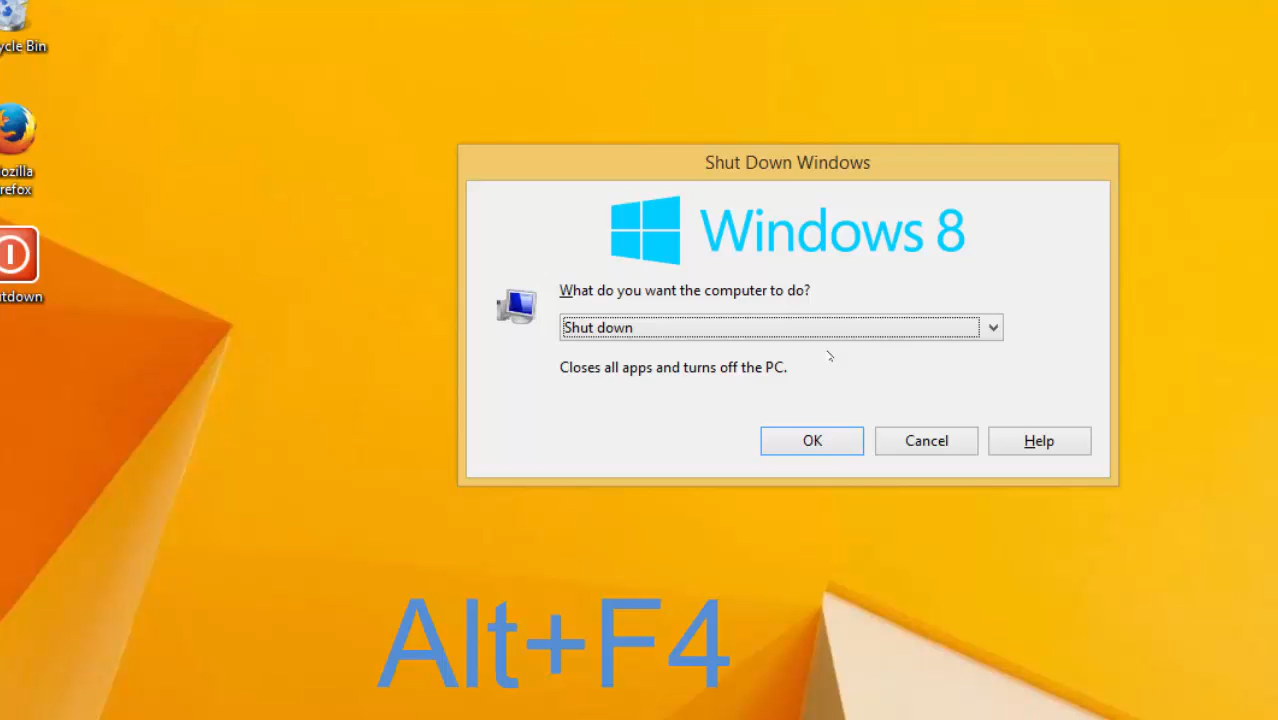 ycle Bin
ozilla
refox
tdown
Shut Down Windows
Windows 8
What do you want the computer to do?
Shut down
Closes all apps and turns off the PC.
OK
Cancel
Help
Alt+F4